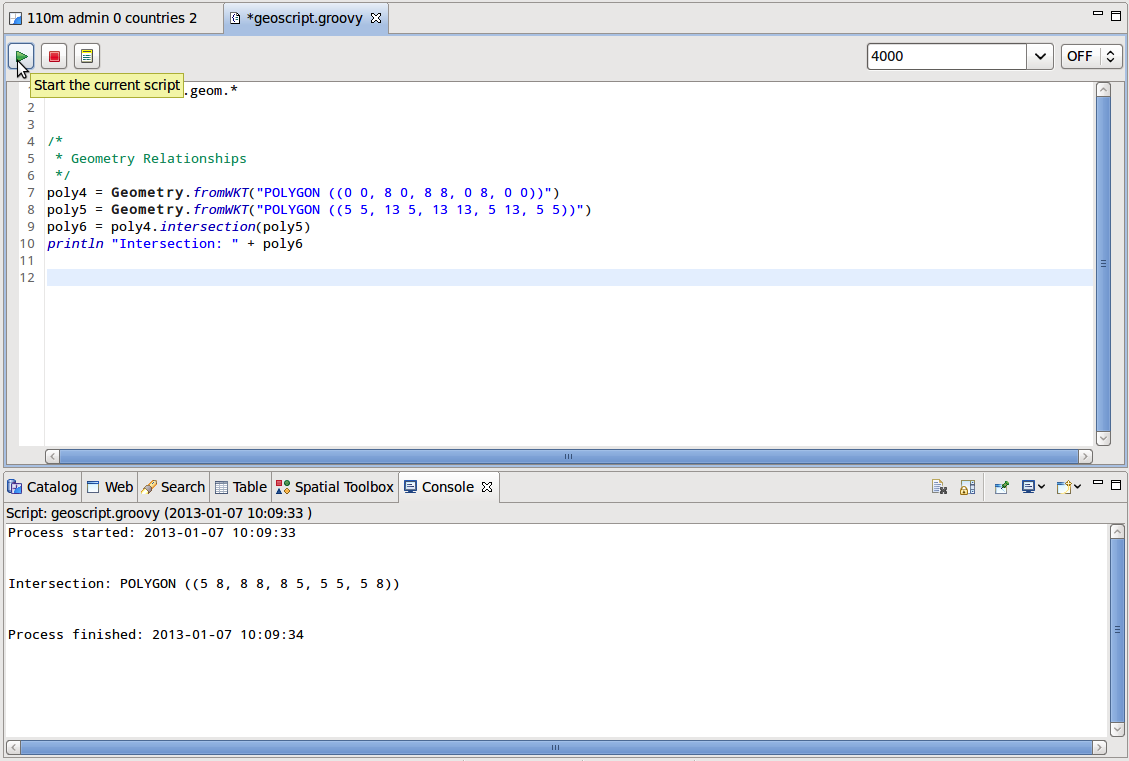 110m admin 0 countries 2
*geoscript.groovy
4000
OFF
Start the current script
.geom.*
2
3
4 /*
5 * Geometry Relationships
6 */
7 poly4 = Geometry.fromWKT("POLYGON ((0 0, 8 0, 8 8, 0 8, 0 0))")
8 poly5 = Geometry.fromWKT("POLYGON ((5 5, 13 5, 13 13, 5 13, 5 5))")
9 poly6 = poly4.intersection(poly5)
10 println "Intersection: " + poly6
11
12
Catalog
Web
Search
Table
Spatial Toolbox
Console
Script: geoscript.groovy (2013-01-07 10:09:33 )
Process started: 2013-01-07 10:09:33
Intersection: POLYGON ((5 8, 8 8, 8 5, 5 5, 5 8))
Process finished: 2013-01-07 10:09:34